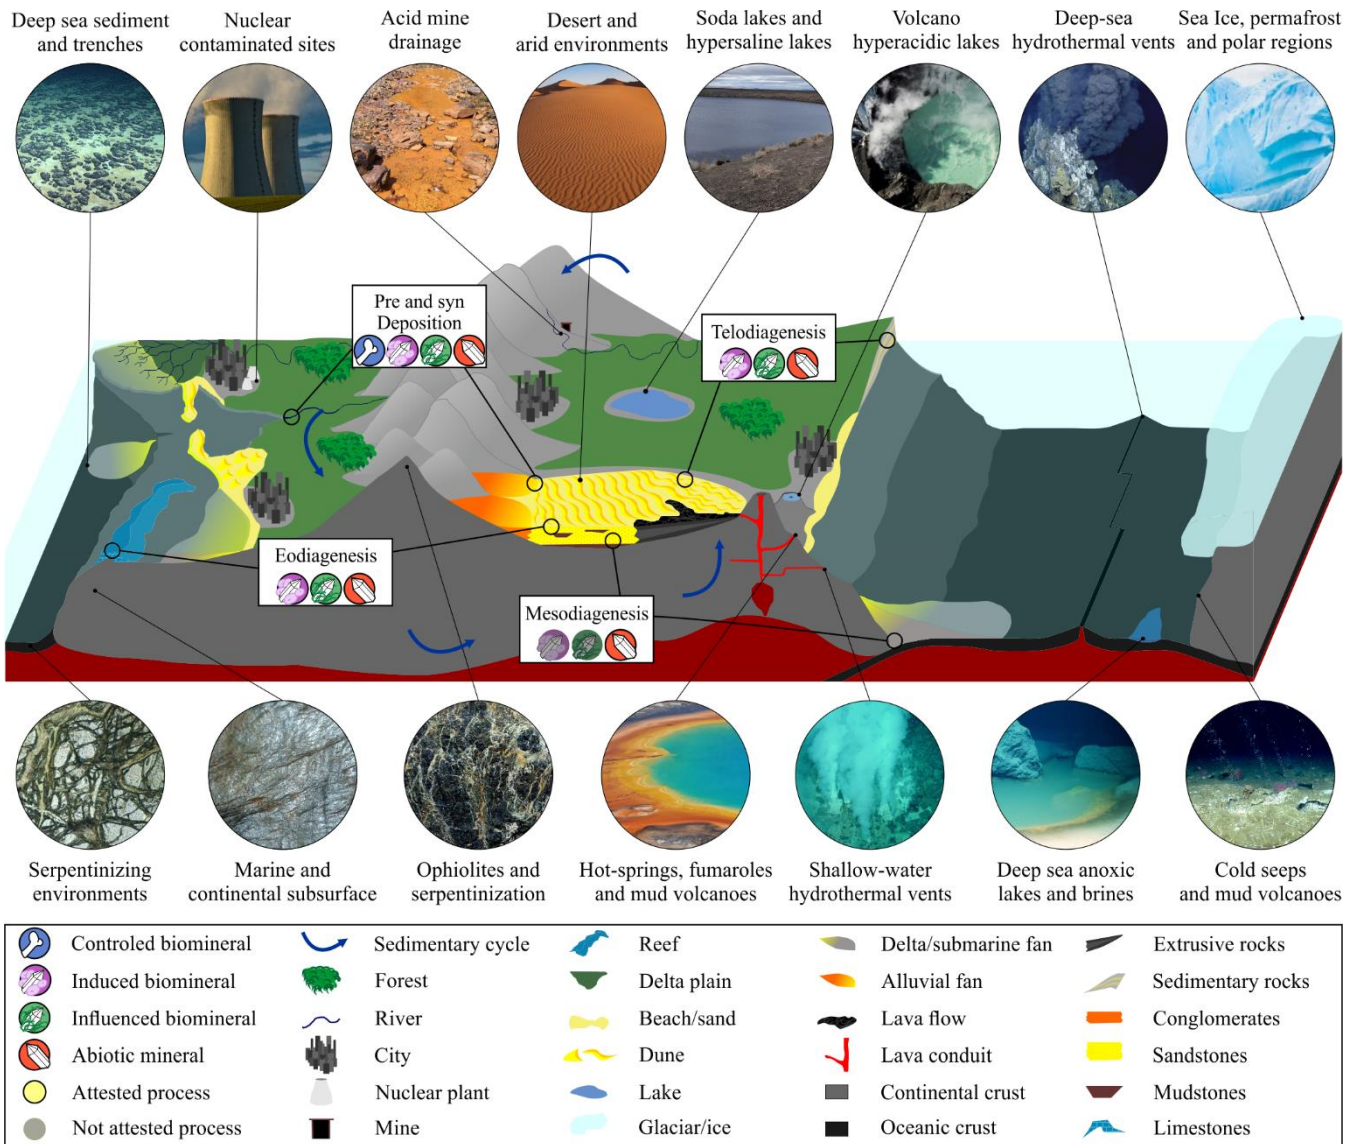 Deep sea sediment
and trenches
Nuclear
contaminated sites
Acid mine
drainage
Desert and
arid environments
Soda lakes and
hypersaline lakes
Volcano
hyperacidic lakes
Deep-sea
hydrothermal vents
Sea Ice, permafrost
and polar regions
Pre and syn
Deposition
Telodiagenesis
Eodiagenesis
Mesodiagenesis
Serpentinizing
environments
Marine and
continental subsurface
Ophiolites and
serpentinization
Hot-springs, fumaroles
and mud volcanoes
Shallow-water
hydrothermal vents
Deep sea anoxic
lakes and brines
Cold seeps
and mud volcanoes
Controled biomineral
Induced biomineral
Influenced biomineral
Abiotic mineral
Attested process
Not attested process
Sedimentary cycle
Forest
River
City
Nuclear plant
Mine
Reef
Delta plain
Beach/sand
Dune
Lake
Glaciar/ice
Delta/submarine fan
Alluvial fan
Lava flow
Lava conduit
Continental crust
Oceanic crust
Extrusive rocks
Sedimentary rocks
Conglomerates
Sandstones
Mudstones
Limestones